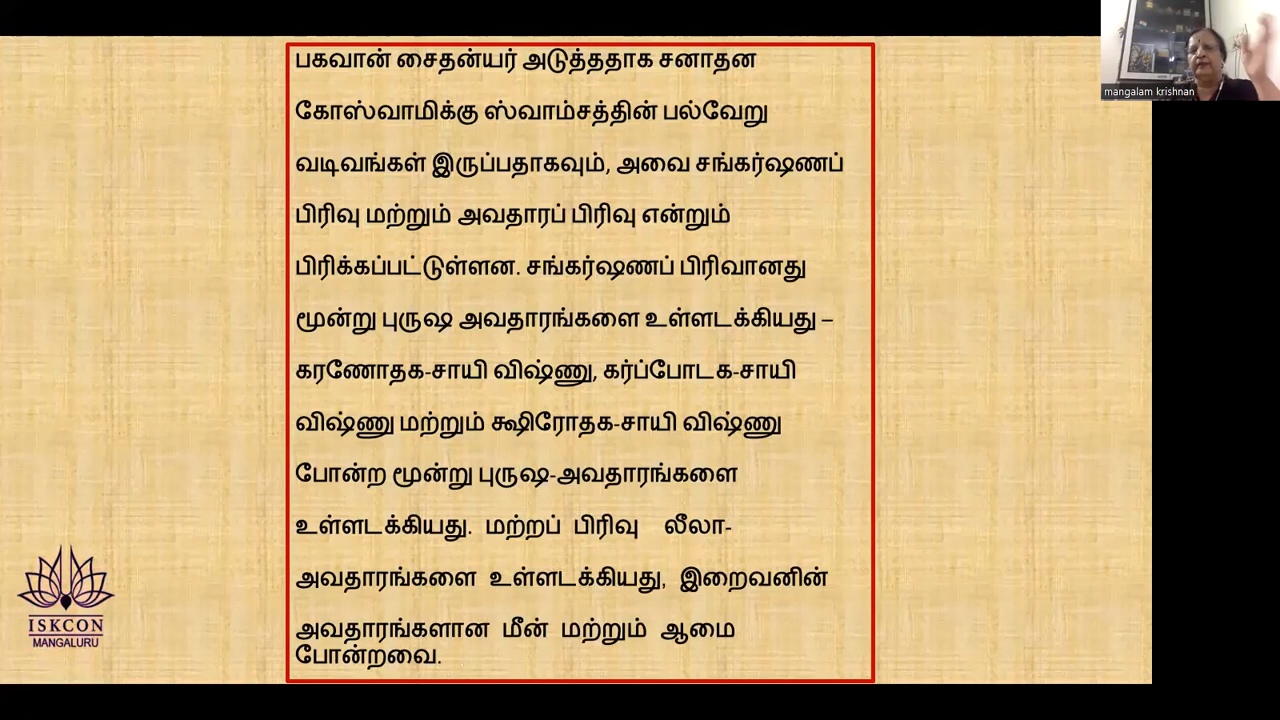 பகவான் சைதன்யர் அடுத்ததாக சனாதன
கோஸ்வாமிக்கு ஸ்வாம்சத்தின் பல்வேறு
வடிவங்கள் இருப்பதாகவும், அவை சங்கர்ஷணப்
பிரிவு மற்றும் அவதாரப் பிரிவு என்றும்
பிரிக்கப்பட்டுள்ளன. சங்கர்ஷணப் பிரிவானது
மூன்று புருஷ அவதாரங்களை உள்ளடக்கியது –
கரணோதக-சாயி விஷ்ணு, கர்ப்போடக-சாயி
விஷ்ணு மற்றும் க்ஷிரோதக-சாயி விஷ்ணு
போன்ற மூன்று புருஷ-அவதாரங்களை
உள்ளடக்கியது. மற்றப் பிரிவு லீலா-
அவதாரங்களை உள்ளடக்கியது, இறைவனின்
அவதாரங்களான மீன் மற்றும் ஆமை
போன்றவை.
mangalam krishnan
ISKCON
MANGALURU